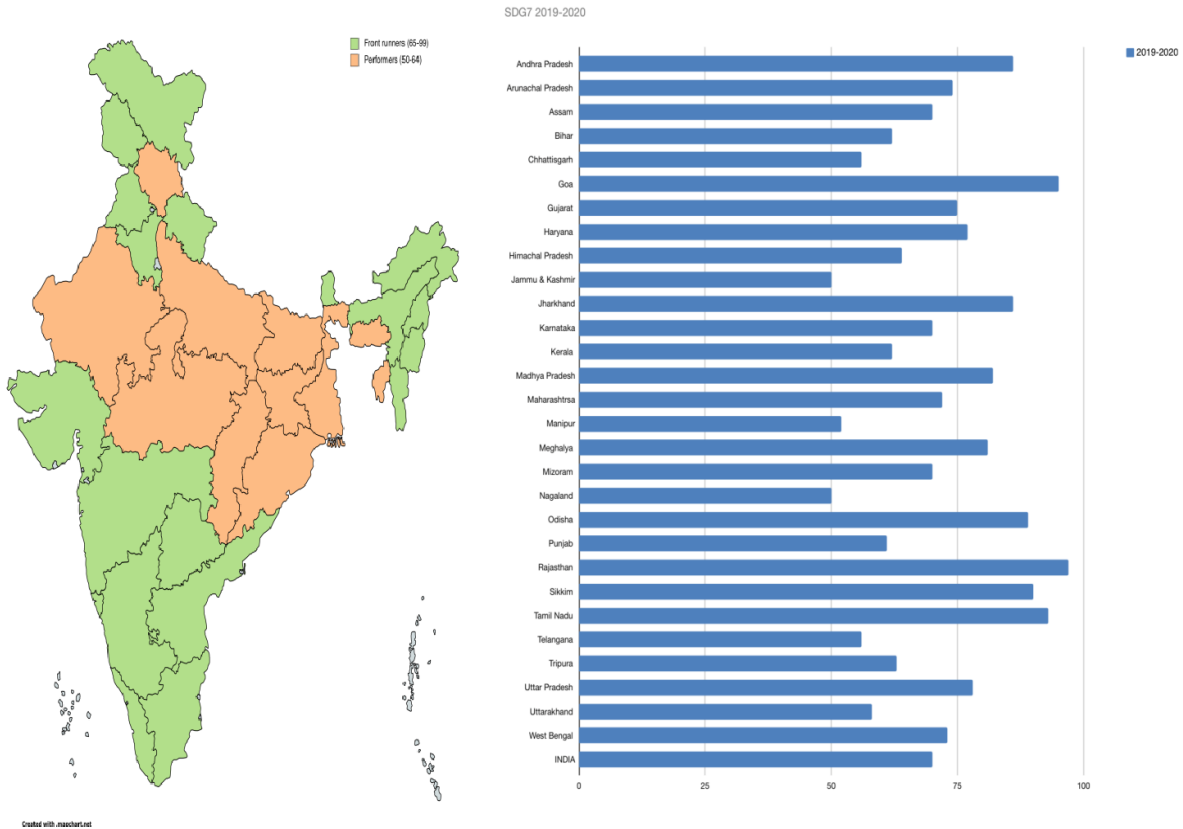 SDG7 2019-2020
Front runners (65-99)
Performers (50-64)
2019-2020
Andhra Pradesh
Arunachal Pradesh
Assam
Bihar
Chhattisgarh
Goa
Gujarat
Haryana
Himachal Pradesh
Jammu & Kashmir
Jharkhand
Karnataka
Kerala
Madhya Pradesh
Maharashtrsa
Manipur
Meghalya
Mizoram
Nagaland
Odisha
Punjab
Rajasthan
Sikkim
Tamil Nadu
Telangana
Tripura
Uttar Pradesh
Uttarakhand
West Bengal
INDIA
0 25 50 75 100
Created with .mapchart.net